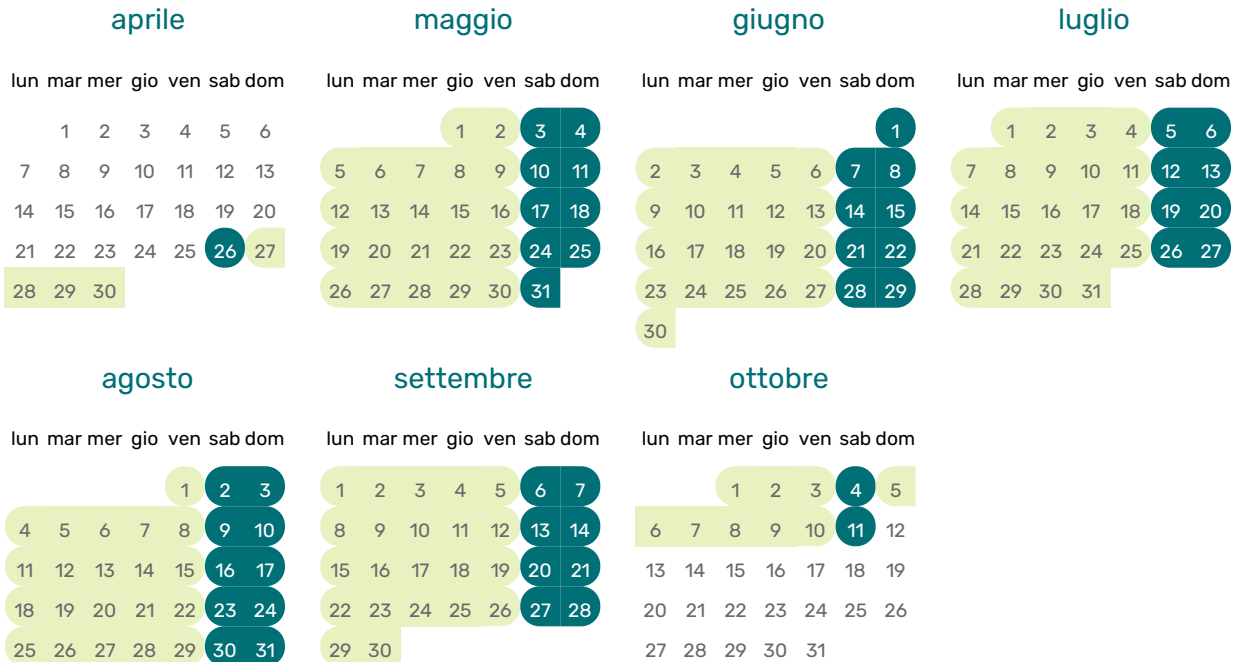 aprile maggio giugno luglio
lun mar mer gio ven sab dom lun mar mer gio ven sab dom lun mar mer gio ven sab dom lun mar mer gio ven sab dom
1 2 3 4 5 6 1 2 3 4 1 1 2 3 4 5 6
7 8 9 10 11 12 13 5 6 7 8 9 10 11 2 3 4 5 6 7 8 7 8 9 10 11 12 13
14 15 16 17 18 19 20 12 13 14 15 16 17 18 9 10 11 12 13 14 15 14 15 16 17 18 19 20
21 22 23 24 25 26 27 19 20 21 22 23 24 25 16 17 18 19 20 21 22 21 22 23 24 25 26 27
28 29 30 26 27 28 29 30 31 23 24 25 26 27 28 29 28 29 30 31
30
agosto settembre ottobre
lun mar mer gio ven sab dom lun mar mer gio ven sab dom lun mar mer gio ven sab dom
1 2 3 1 2 3 4 5 6 7 1 2 3 4 5
4 5 6 7 8 9 10 8 9 10 11 12 13 14 6 7 8 9 10 11 12
11 12 13 14 15 16 17 15 16 17 18 19 20 21 13 14 15 16 17 18 19
18 19 20 21 22 23 24 22 23 24 25 26 27 28 20 21 22 23 24 25 26
25 26 27 28 29 30 31 29 30 27 28 29 30 31